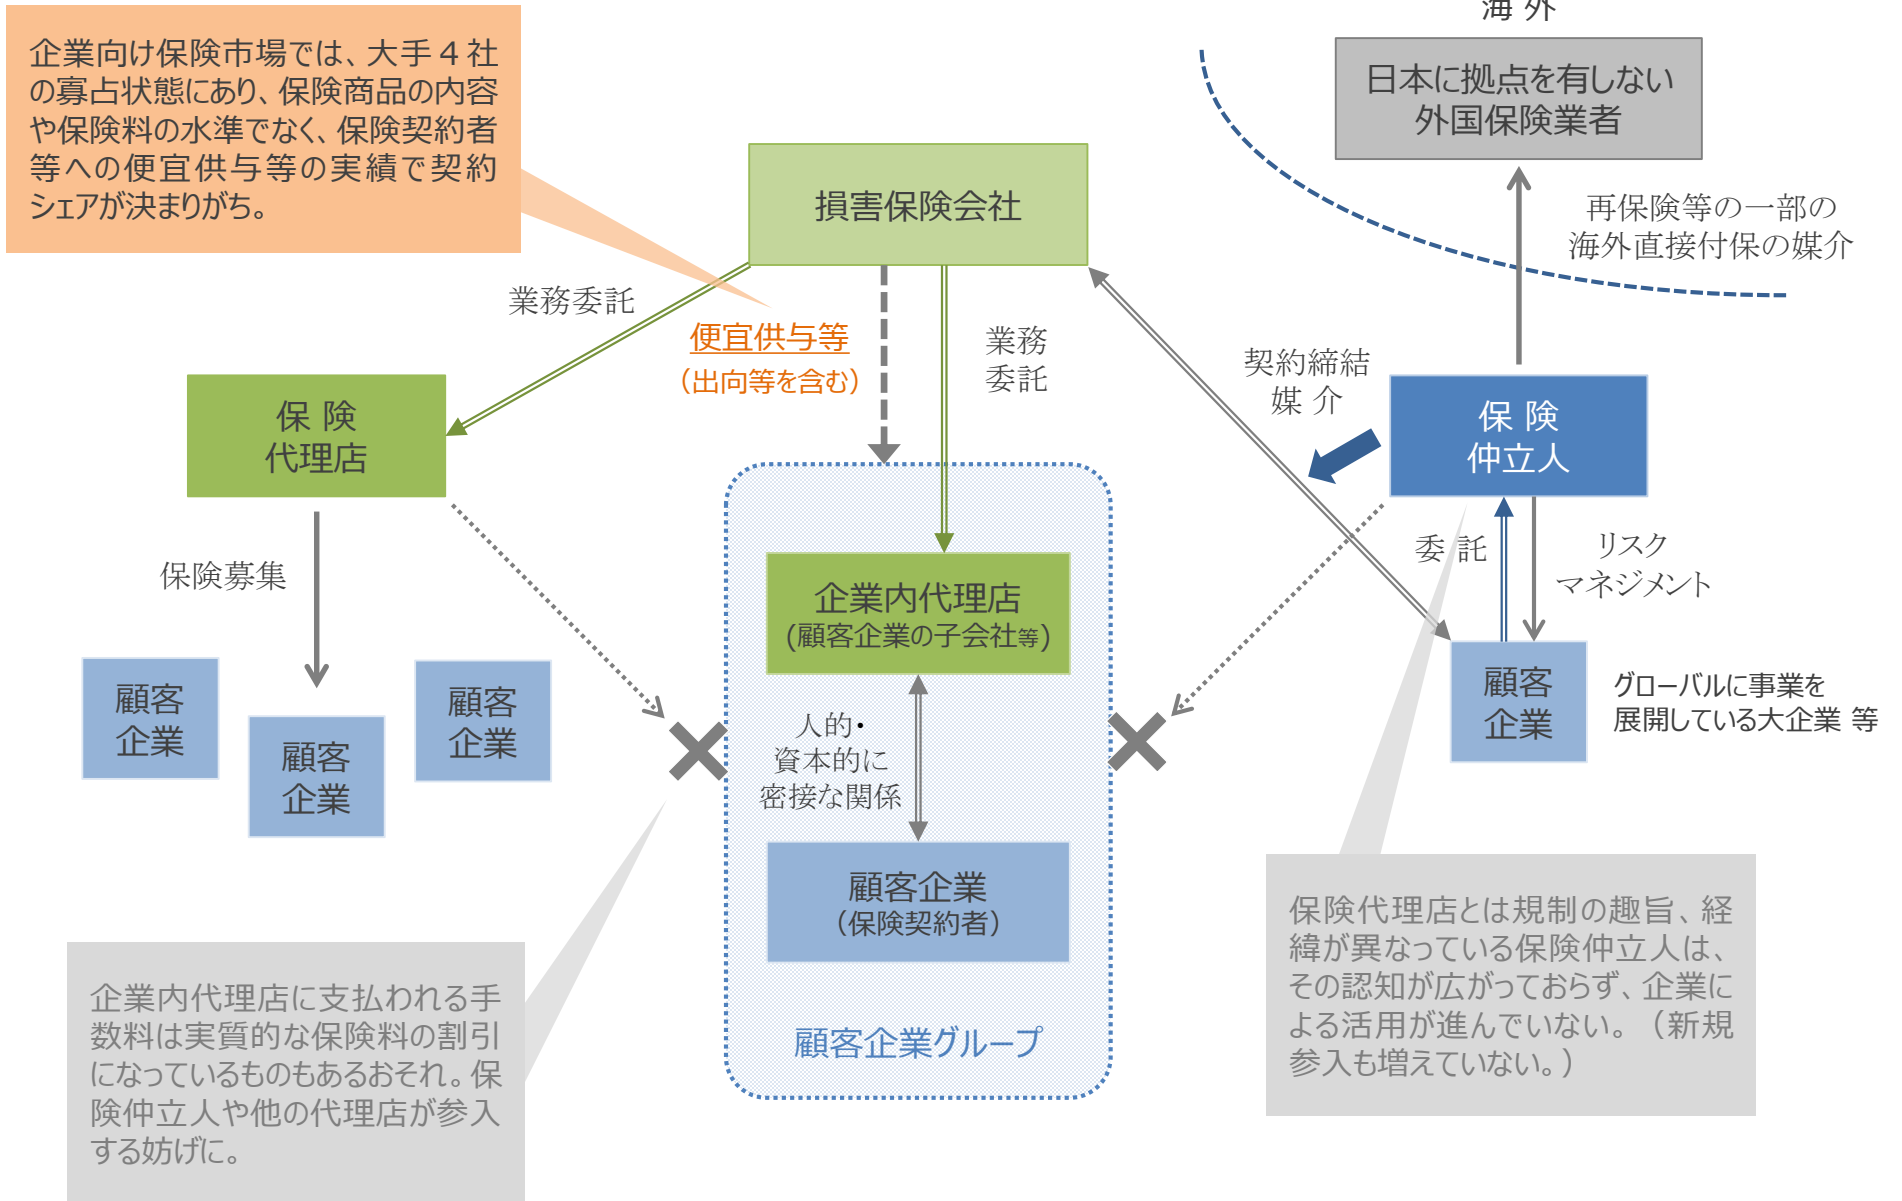 海 外
企業向け保険市場では、大手４社
の寡占状態にあり、保険商品の内容
や保険料の水準でなく、保険契約者
等への便宜供与等の実績で契約
シェアが決まりがち。
日本に拠点を有しない
外国保険業者
損害保険会社
再保険等の一部の
海外直接付保の媒介
業務委託
便宜供与等
（出向等を含む）
業務
委託
契約締結
媒 介
保 険
代理店
保 険
仲立人
保険募集
委 託
リスク
マネジメント
企業内代理店
(顧客企業の子会社等)
顧客
企業
顧客
企業
顧客
企業
人的・
資本的に
密接な関係
顧客
企業
グローバルに事業を
展開している大企業 等
顧客企業
（保険契約者）
顧客企業グループ
企業内代理店に支払われる手
数料は実質的な保険料の割引
になっているものもあるおそれ。保
険仲立人や他の代理店が参入
する妨げに。
保険代理店とは規制の趣旨、経
緯が異なっている保険仲立人は、
その認知が広がっておらず、企業に
よる活用が進んでいない。（新規
参入も増えていない。）